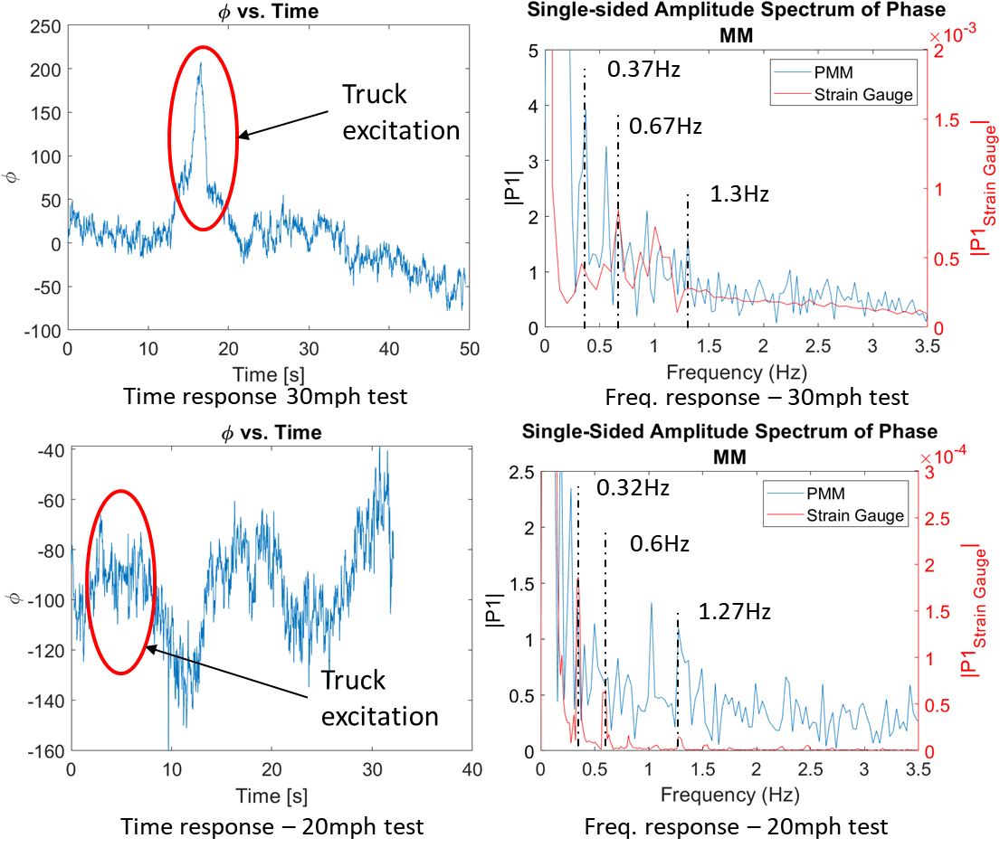 ϕ vs. Time
250
200
150
100
50
0
-50
-100
ϕ
0
10
20
30
40
50
Time [s]
Truck
excitation
Time response 30mph test
Single-sided Amplitude Spectrum of Phase
MM
×10-3
5
4
3
2
1
0
|P1|
2
1.5
1
0.5
0
|P1Strain Gauge|
0.37Hz
0.67Hz
1.3Hz
PMM
Strain Gauge
0
0.5
1
1.5
2
2.5
3
3.5
Frequency (Hz)
Freq. response – 30mph test
ϕ vs. Time
-40
-60
-80
-100
-120
-140
-160
ϕ
0
10
20
30
40
Time [s]
Truck
excitation
Time response – 20mph test
Single-Sided Amplitude Spectrum of Phase
MM
×10-4
2.5
2
1.5
1
0.5
0
|P1|
3
2.5
2
1.5
1
0.5
0
|P1Strain Gauge|
0.32Hz
0.6Hz
1.27Hz
PMM
Strain Gauge
0
0.5
1
1.5
2
2.5
3
3.5
Frequency (Hz)
Freq. response – 20mph test